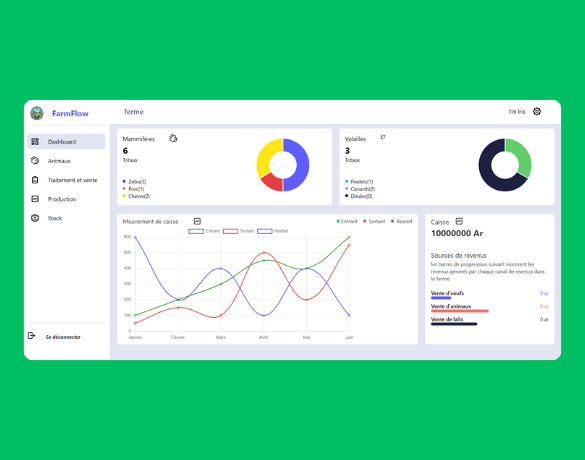 FarmFlow
ferme
Titi Iris
Dashboard
Animaux
Traitement et vente
Production
Stock
Se déconnecter
Mammifères
6
Totaux
Zébu(3)
Porc(1)
Chèvre(2)
Volailles
3
Totaux
Poulets(1)
Canards(2)
Dindes(0)
Mouvement de caisse
Entrant
Sortant
Restart
Entrant
Sortant
Restart
600
500
400
300
200
100
0
Janvier
Février
Mars
Avril
Mai
Juin
Caisse
10000000 Ar
Sources de revenus
les barres de progression suivant montrent les
revenus générés par chaque canal de revenus dans
la ferme.
Vente d'oeufs 0 ar
Vente d'animaux 0 ar
Vente de laits 0 ar